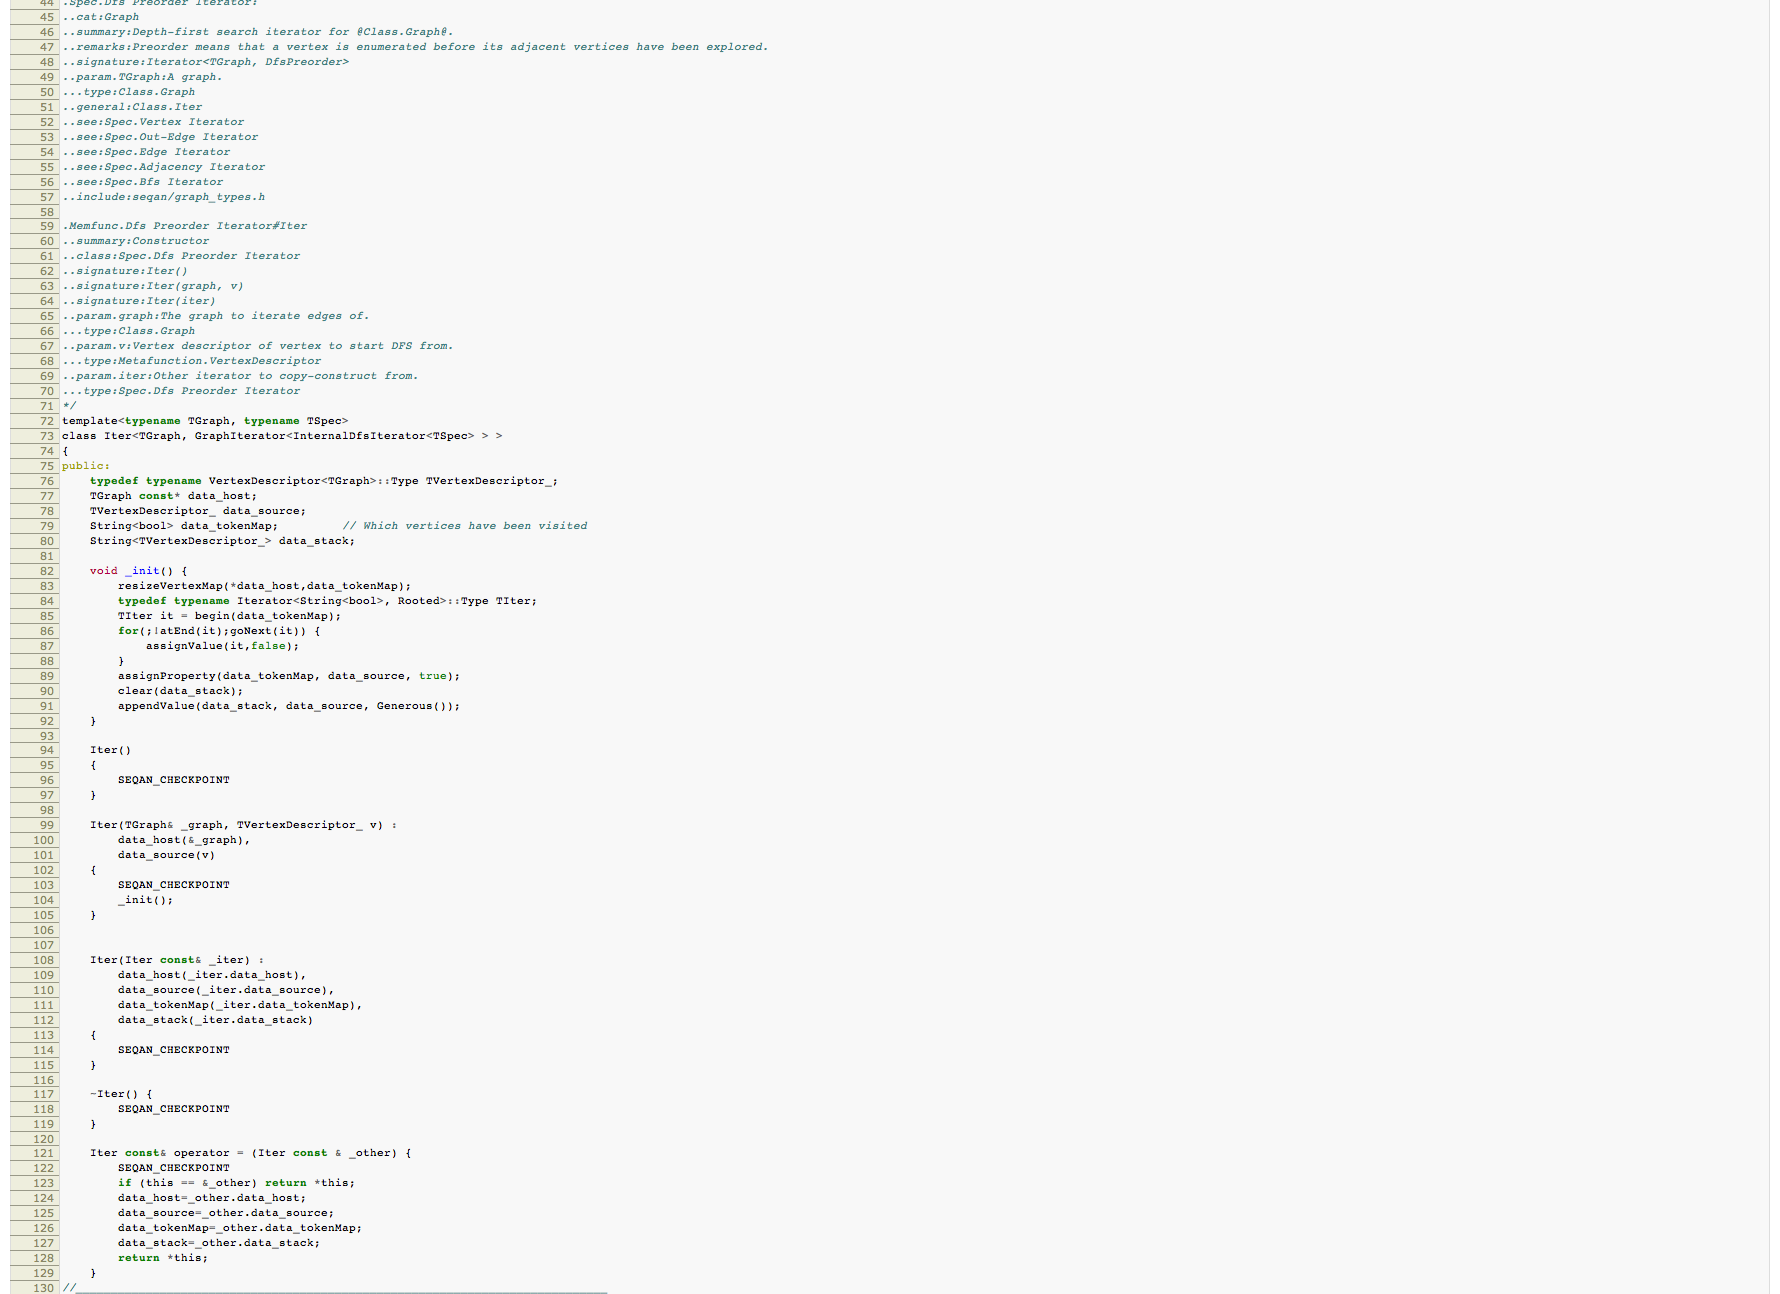 44 .Spec.Dfs Preorder Iterator:
45 ..cat:Graph
46 ..summary:Depth-first search iterator for @Class.Graph@.
47 ..remarks:Preorder means that a vertex is enumerated before its adjacent vertices have been explored.
48 ..signature:Iterator<TGraph, DfsPreorder>
49 ..param.TGraph:A graph.
50 ...type:Class.Graph
51 ..general:Class.Iter
52 ..see:Spec.Vertex Iterator
53 ..see:Spec.Out-Edge Iterator
54 ..see:Spec.Edge Iterator
55 ..see:Spec.Adjacency Iterator
56 ..see:Spec.Bfs Iterator
57 ..include:seqan/graph_types.h
58
59 .Memfunc.Dfs Preorder Iterator#Iter
60 ..summary:Constructor
61 ..class:Spec.Dfs Preorder Iterator
62 ..signature:Iter()
63 ..signature:Iter(graph, v)
64 ..signature:Iter(iter)
65 ..param.graph:The graph to iterate edges of.
66 ...type:Class.Graph
67 ..param.v:Vertex descriptor of vertex to start DFS from.
68 ...type:Metafunction.VertexDescriptor
69 ..param.iter:Other iterator to copy-construct from.
70 ...type:Spec.Dfs Preorder Iterator
71 */
72 template<typename TGraph, typename TSpec>
73 class Iter<TGraph, GraphIterator<InternalDfsIterator<TSpec> > >
74 {
75 public:
76     typedef typename VertexDescriptor<TGraph>::Type TVertexDescriptor_;
77     TGraph const* data_host;
78     TVertexDescriptor_ data_source;
79     String<bool> data_tokenMap;         // Which vertices have been visited
80     String<TVertexDescriptor_> data_stack;
81
82     void _init() {
83         resizeVertexMap(*data_host,data_tokenMap);
84         typedef typename Iterator<String<bool>, Rooted>::Type TIter;
85         TIter it = begin(data_tokenMap);
86         for(;!atEnd(it);goNext(it)) {
87             assignValue(it,false);
88         }
89         assignProperty(data_tokenMap, data_source, true);
90         clear(data_stack);
91         appendValue(data_stack, data_source, Generous());
92     }
93
94     Iter()
95     {
96         SEQAN_CHECKPOINT
97     }
98
99     Iter(TGraph& _graph, TVertexDescriptor_ v) :
100         data_host(&_graph),
101         data_source(v)
102     {
103         SEQAN_CHECKPOINT
104         _init();
105     }
106
107
108     Iter(Iter const& _iter) :
109         data_host(_iter.data_host),
110         data_source(_iter.data_source),
111         data_tokenMap(_iter.data_tokenMap),
112         data_stack(_iter.data_stack)
113     {
114         SEQAN_CHECKPOINT
115     }
116
117     ~Iter() {
118         SEQAN_CHECKPOINT
119     }
120
121     Iter const& operator = (Iter const & _other) {
122         SEQAN_CHECKPOINT
123         if (this == &_other) return *this;
124         data_host=_other.data_host;
125         data_source=_other.data_source;
126         data_tokenMap=_other.data_tokenMap;
127         data_stack=_other.data_stack;
128         return *this;
129     }
130 //____________________________________________________________________________